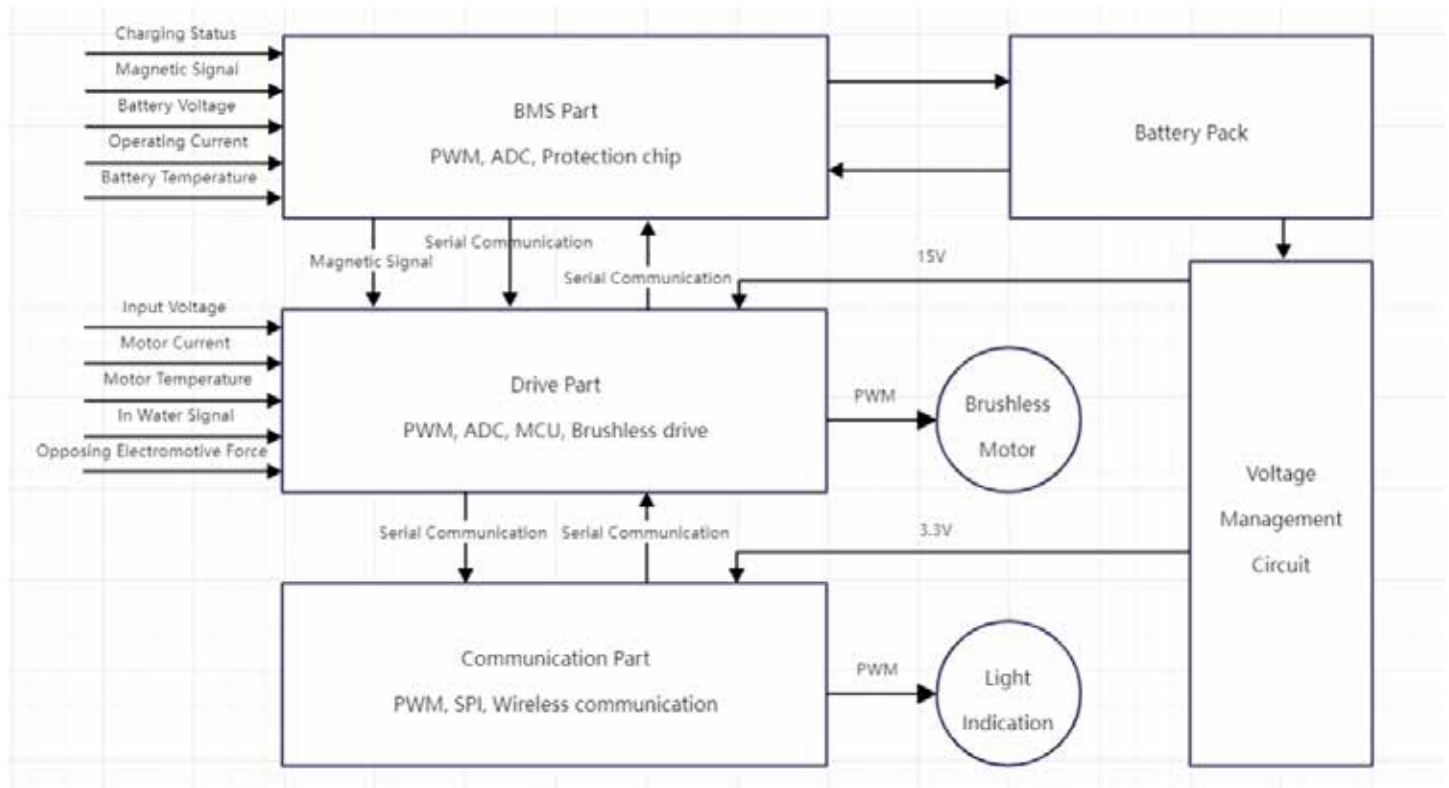 Charging Status
Magnetic Signal
Battery Voltage
Operating Current
Battery Temperature
BMS Part
PWM, ADC, Protection chip
Battery Pack
Serial Communication
Magnetic Signal
Serial Communication
15V
Input Voltage
Motor Current
Motor Temperature
In Water Signal
Opposing Electromotive Force
Drive Part
PWM, ADC, MCU, Brushless drive
PWM
Brushless
Motor
Voltage
Management
Circuit
Serial Communication
Serial Communication
3.3V
Communication Part
PWM, SPI, Wireless communication
PWM
Light
Indication